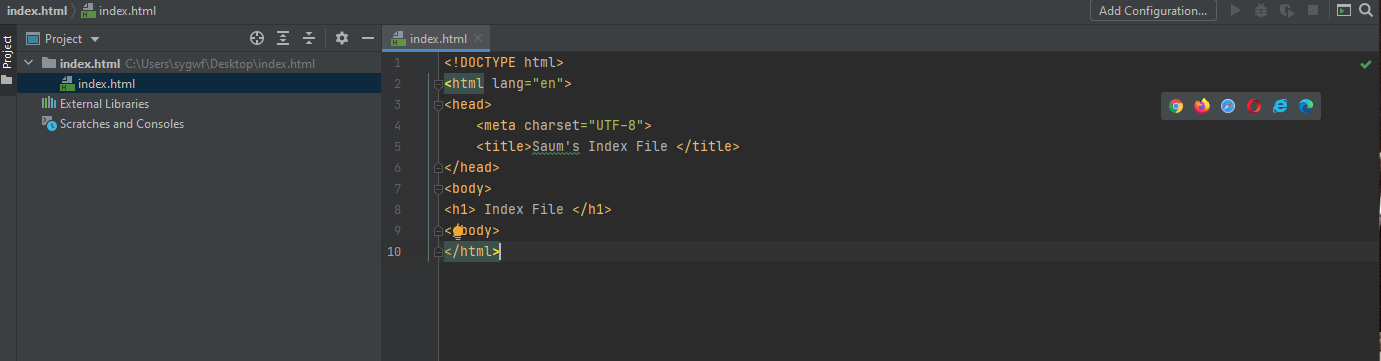 index.html 〉 index.html
Add Configuration...
Project
Project
index.html
index.html C:\Users\sygwf\Desktop\index.html
index.html
External Libraries
Scratches and Consoles
1 <!DOCTYPE html>
2 <html lang="en">
3 <head>
4 <meta charset="UTF-8">
5 <title>Saum's Index File </title>
6 </head>
7 <body>
8 <h1> Index File </h1>
9 < body>
10 </html>